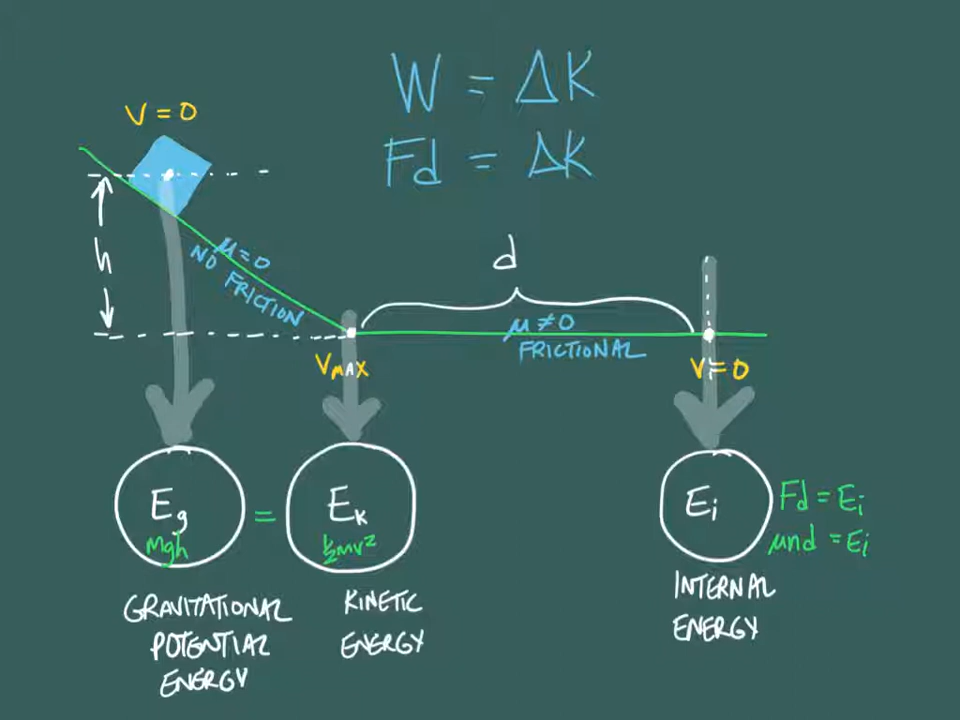 W = ΔK
Fd = ΔK
V = 0
h
μ = 0
NO FRICTION
d
μ ≠ 0
FRICTIONAL
VMAX
V = 0
Eg
Mgh
=
Ek
½mv²
Ei
Fd = Ei
μnd = Ei
GRAVITATIONAL
POTENTIAL
ENERGY
KINETIC
ENERGY
INTERNAL
ENERGY